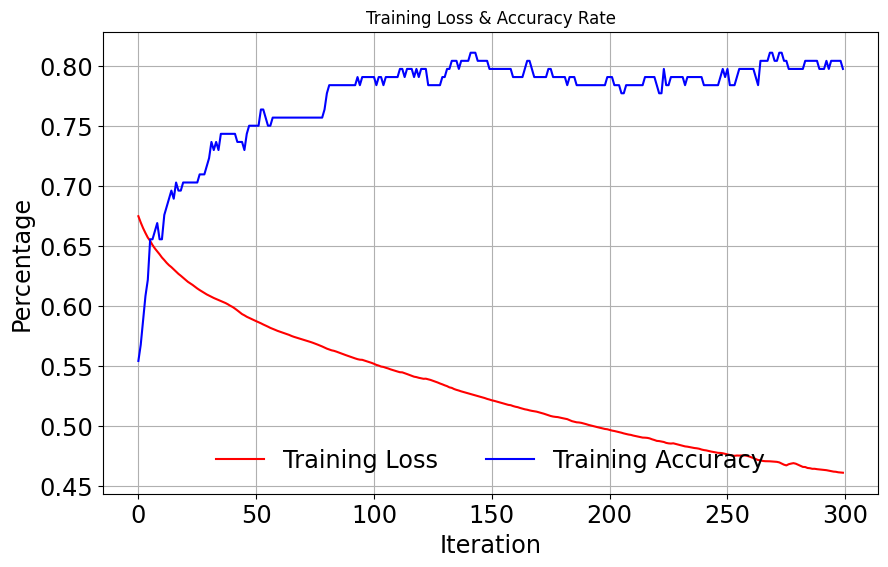 Training Loss & Accuracy Rate
0.80
0.75
0.70
0.65
0.60
0.55
0.50
0.45
Percentage
Training Loss
Training Accuracy
0 50 100 150 200 250 300
Iteration